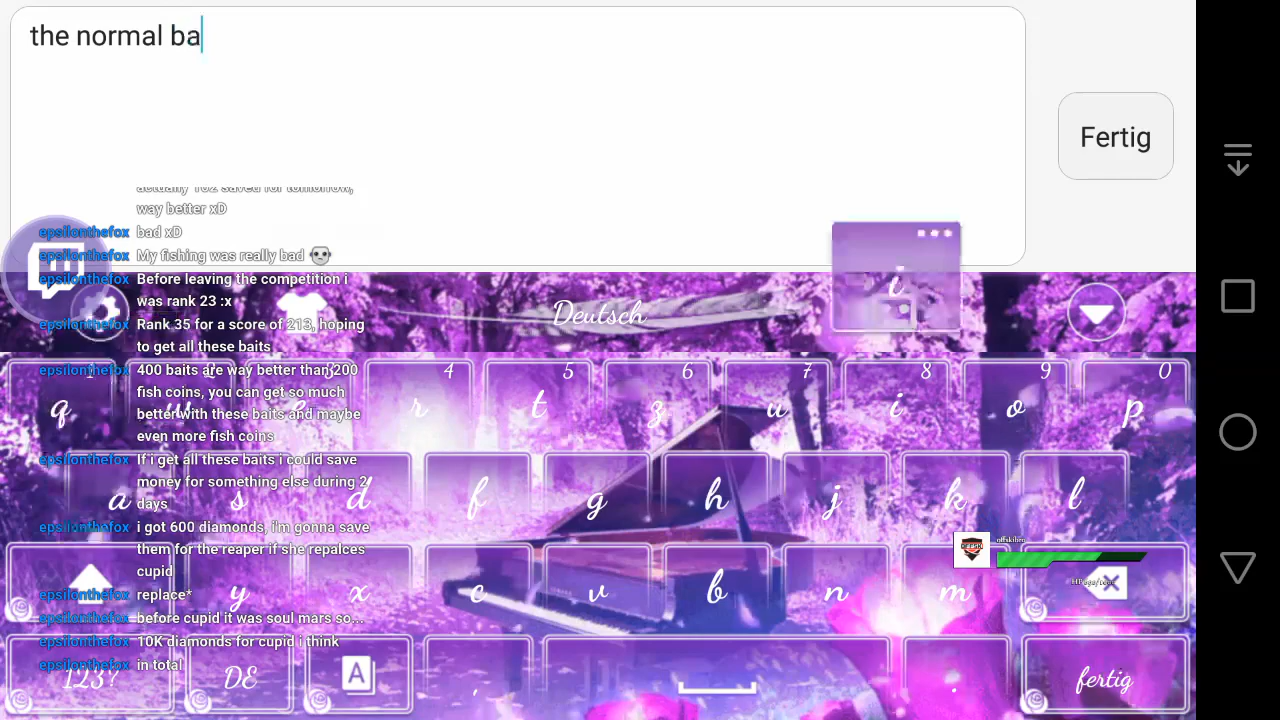 the normal ba
Fertig
actually 102 saved for tomorrow,
way better xD
epsilonthefox bad xD
epsilonthefox My fishing was really bad
epsilonthefox Before leaving the competition i
was rank 23 :x
epsilonthefox Rank 35 for a score of 213, hoping
to get all these baits
epsilonthefox 400 baits are way better than 200
fish coins, you can get so much
better with these baits and maybe
even more fish coins
epsilonthefox If i get all these baits i could save
money for something else during 2
days
epsilonthefox i got 600 diamonds, i'm gonna save
them for the reaper if she repalces
cupid
epsilonthefox replace*
epsilonthefox before cupid it was soul mars so...
epsilonthefox 10K diamonds for cupid i think
epsilonthefox in total
i
Deutsch
1 2 3 4 5 6 7 8 9 0
q w e r t z u i o p
a s d f g h j k l
offskibro
y x c v b n m
123? DE A , . fertig